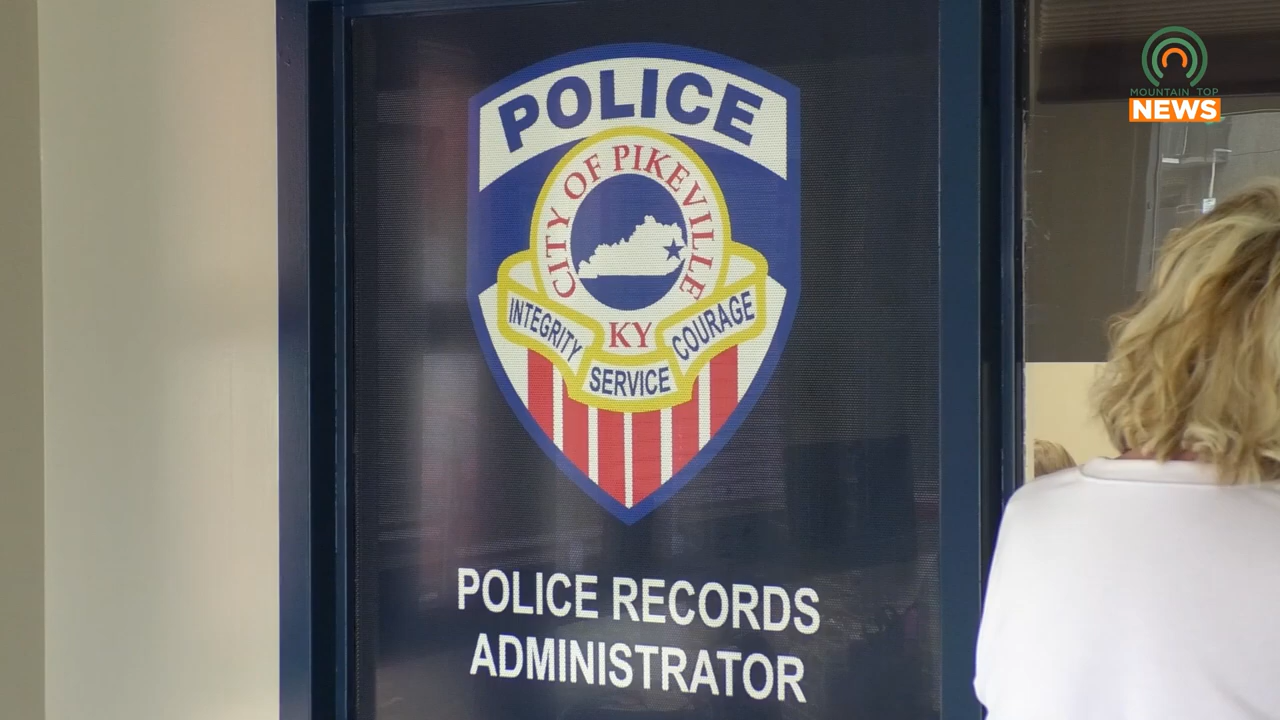 POLICE
CITY OF PIKEVILLE
KY
INTEGRITY
SERVICE
COURAGE
POLICE RECORDS
ADMINISTRATOR
MOUNTAIN TOP
NEWS